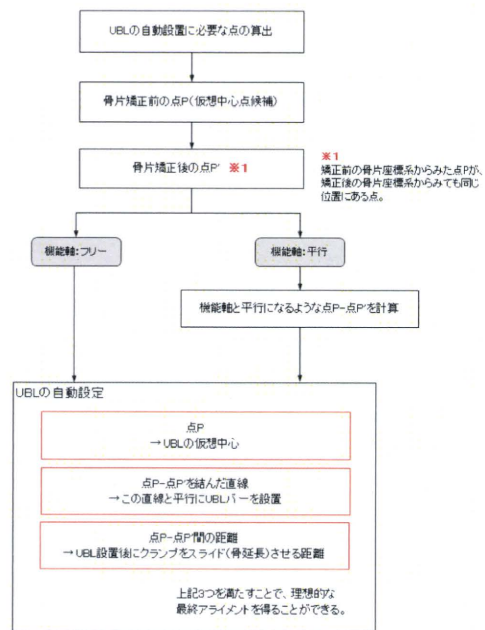 UBLの自動設置に必要な点の算出
骨片矯正前の点P(仮想中心点候補)
骨片矯正後の点P' ※1
※1
矯正前の骨片座標系からみた点Pが、
矯正後の骨片座標系からみても同じ
位置にある点。
機能軸:フリー
機能軸:平行
機能軸と平行になるような点P-点P'を計算
UBLの自動設定
点P
→UBLの仮想中心
点P-点P'を結んだ直線
→この直線と平行にUBLバーを設置
点P-点P'間の距離
→UBL設置後にクランプをスライド(骨延長)させる距離
上記3つを満たすことで、理想的な
最終アライメントを得ることができる。